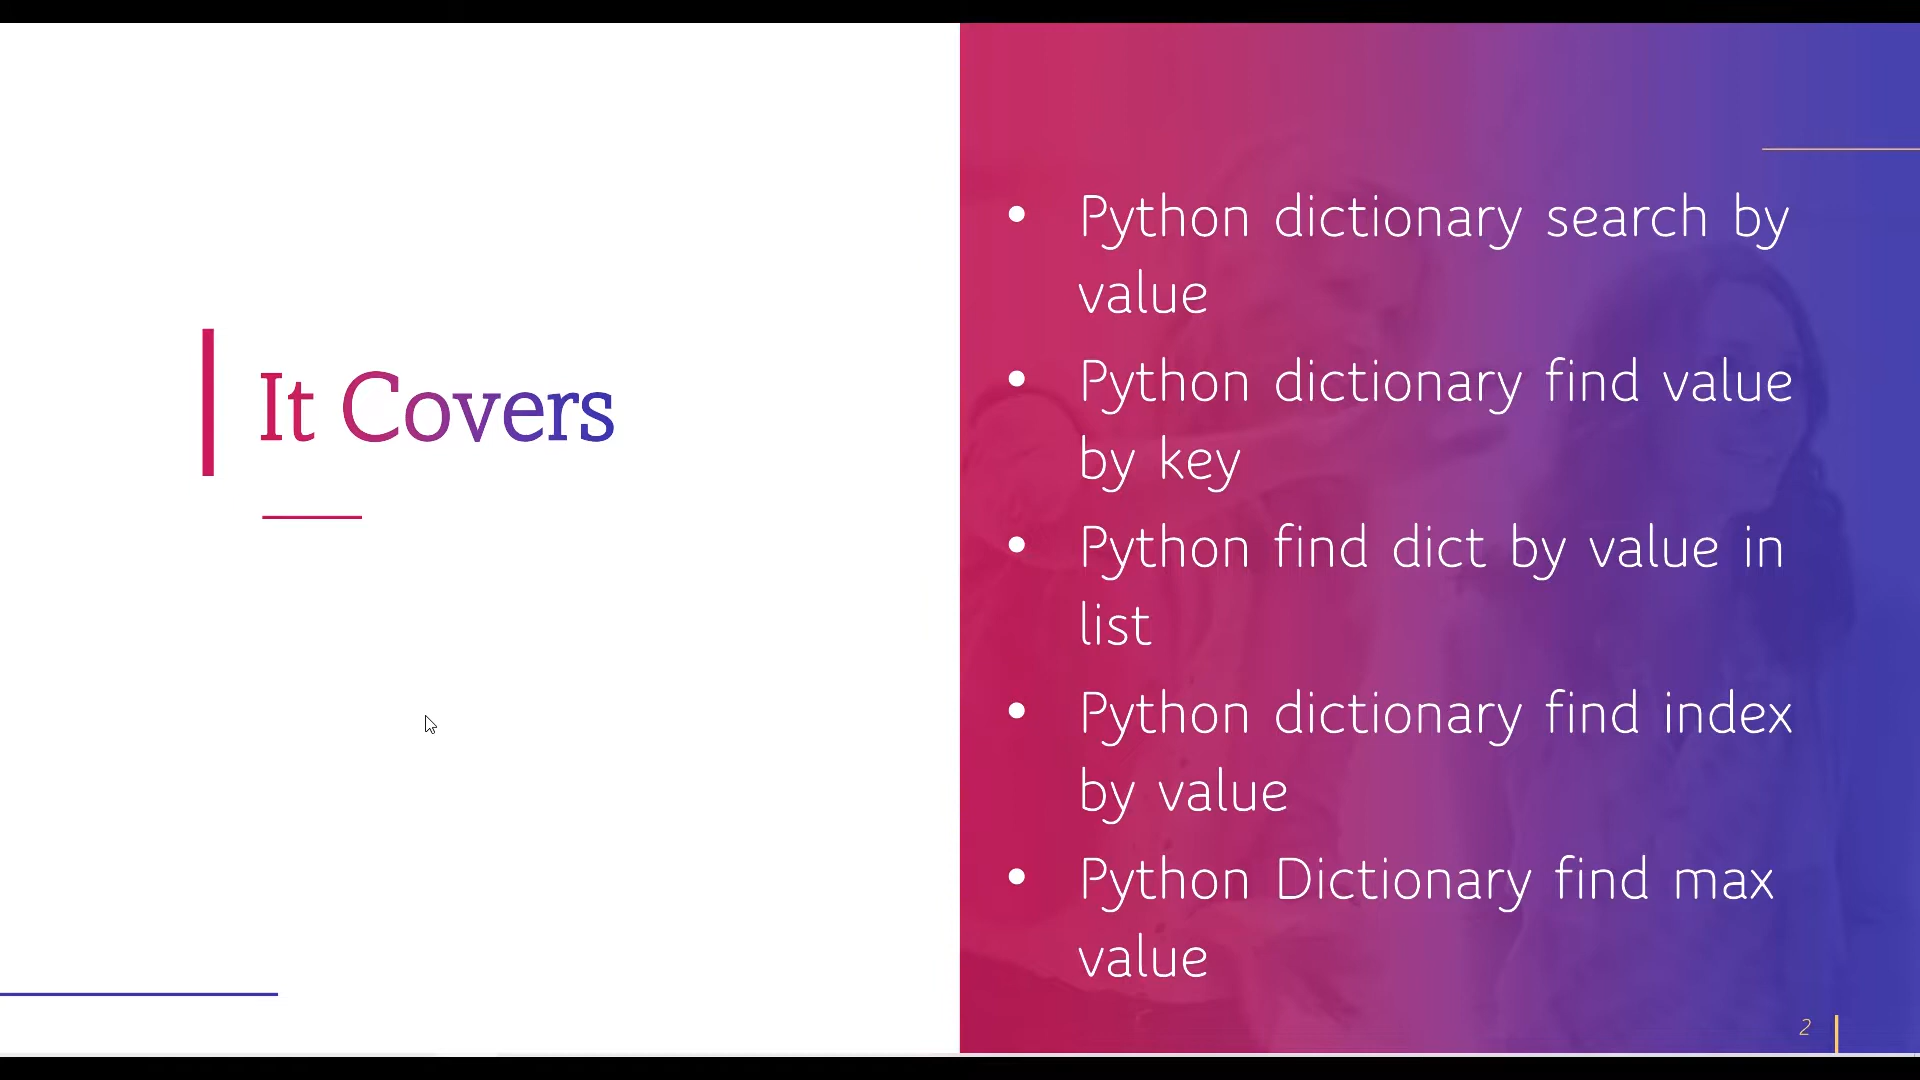 It Covers
• Python dictionary search by
value
• Python dictionary find value
by key
• Python find dict by value in
list
• Python dictionary find index
by value
• Python Dictionary find max
value
2